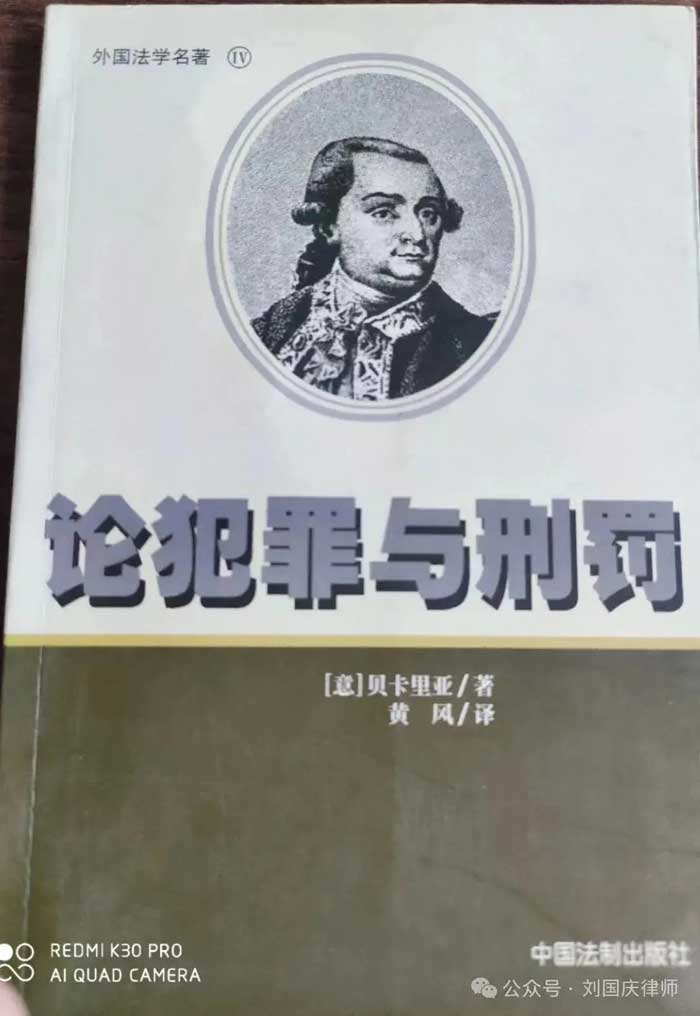 外国法学名著 Ⅳ
论犯罪与刑罚
[意]贝卡里亚/著
黄 风/译
中国法制出版社
REDMI K30 PRO
AI QUAD CAMERA
公众号·刘国庆律师